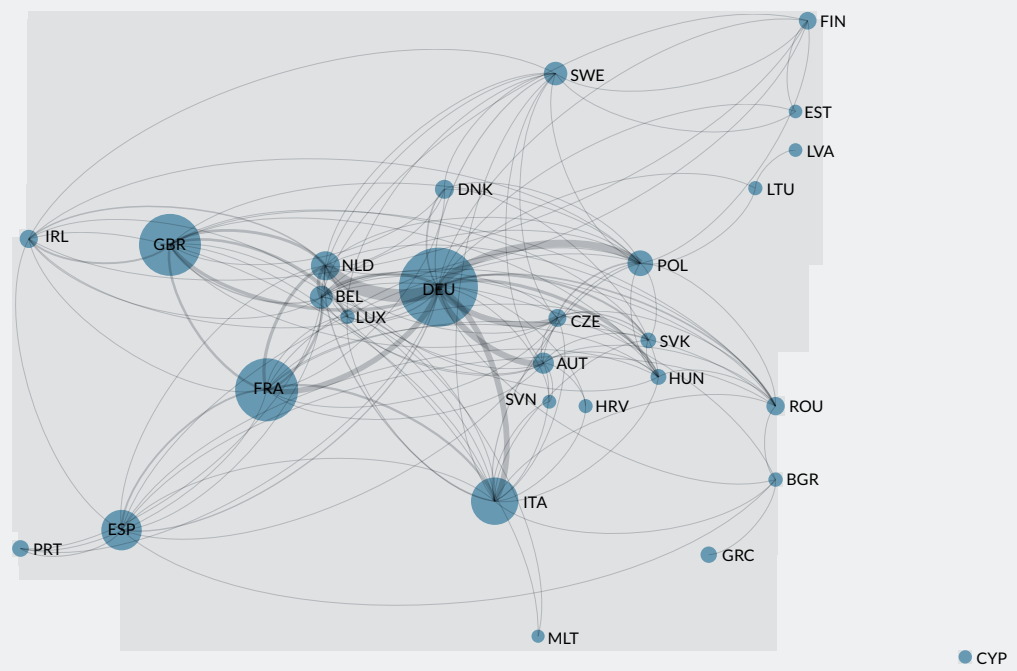 FIN
SWE
EST
LVA
DNK
LTU
IRL
GBR
NLD
POL
DEU
BEL
LUX
CZE
SVK
AUT
HUN
FRA
SVN
HRV
ROU
BGR
ITA
ESP
PRT
GRC
MLT
CYP